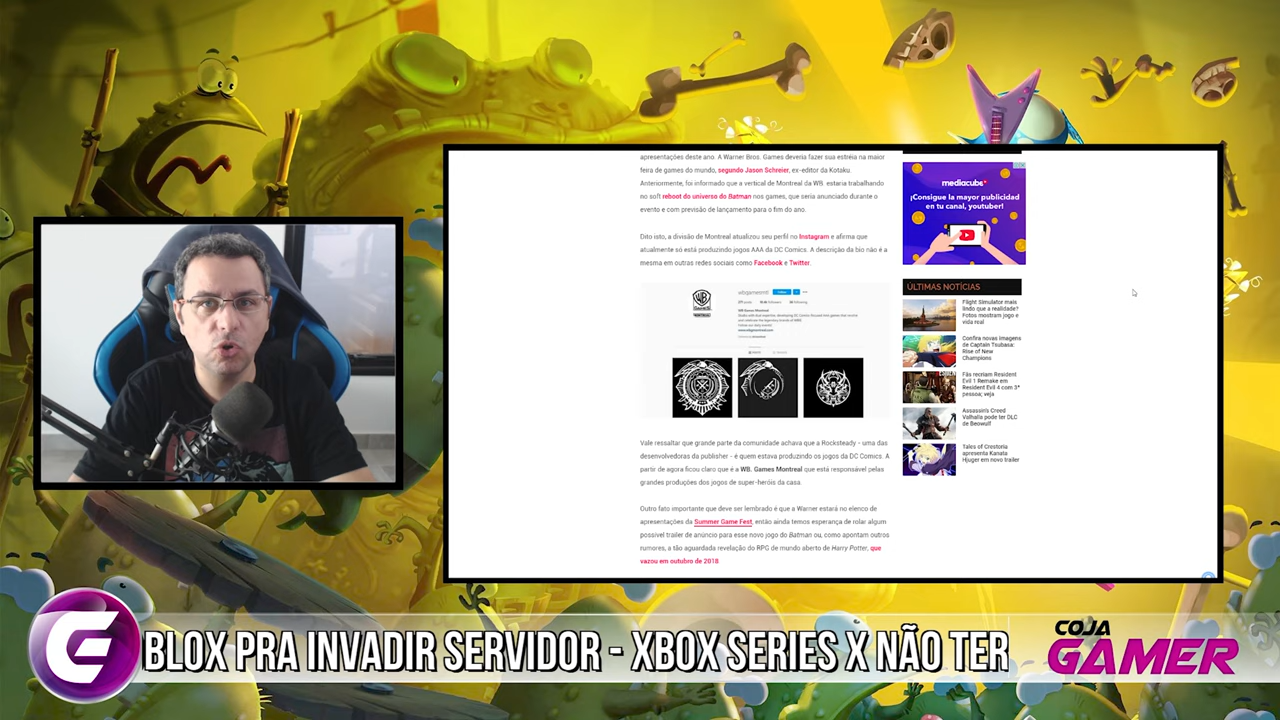 apresentações deste ano. A Warner Bros. Games deveria fazer sua estréia na maior
feira de games do mundo, segundo Jason Schreier, ex-editor da Kotaku.
Anteriormente, foi informado que a vertical de Montreal da WB estaria trabalhando
no soft reboot do universo do Batman nos games, que seria anunciado durante o
evento e com previsão de lançamento para o fim do ano.
Dito isto, a divisão de Montreal atualizou seu perfil no Instagram e afirma que
atualmente só está produzindo jogos AAA da DC Comics. A descrição da bio não é a
mesma em outras redes sociais como Facebook e Twitter.
wbgamesmtl
WB Games Montreal
Vale ressaltar que grande parte da comunidade achava que a Rocksteady - uma das
desenvolvedoras da publisher - é quem estava produzindo os jogos da DC Comics. A
partir de agora ficou claro que é a WB. Games Montreal que está responsável pelas
grandes produções dos jogos de super-heróis da casa.
Outro fato importante que deve ser lembrado é que a Warner estará no elenco de
apresentações da Summer Game Fest, então ainda temos esperança de rolar algum
possível trailer de anúncio para esse novo jogo do Batman ou, como apontam outros
rumores, a tão aguardada revelação do RPG de mundo aberto de Harry Potter, que
vazou em outubro de 2018.
mediacube
¡Consigue la mayor publicidad
en tu canal, youtuber!
ÚLTIMAS NOTÍCIAS
Flight Simulator mais
lindo que a realidade?
Fotos mostram jogo e
vida real
Confira novas imagens
de Captain Tsubasa:
Rise of New
Champions
Fãs recriam Resident
Evil 1 Remake em
Resident Evil 4 com 3ª
pessoa; veja
Assassin's Creed
Valhalla pode ter DLC
de Beowulf
Tales of Crestoria
apresenta Kanata
Hjuger em novo trailer
BLOX PRA INVADIR SERVIDOR - XBOX SERIES X NÃO TER
COJA
GAMER